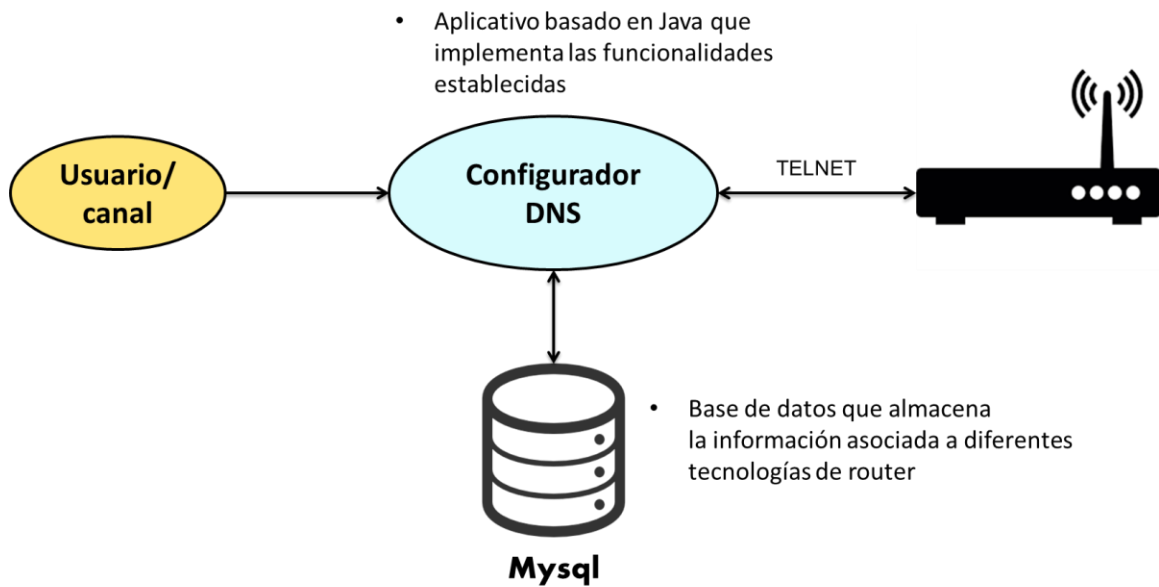 • Aplicativo basado en Java que
implementa las funcionalidades
establecidas
Usuario/
canal
Configurador
DNS
TELNET
• Base de datos que almacena
la información asociada a diferentes
tecnologías de router
Mysql